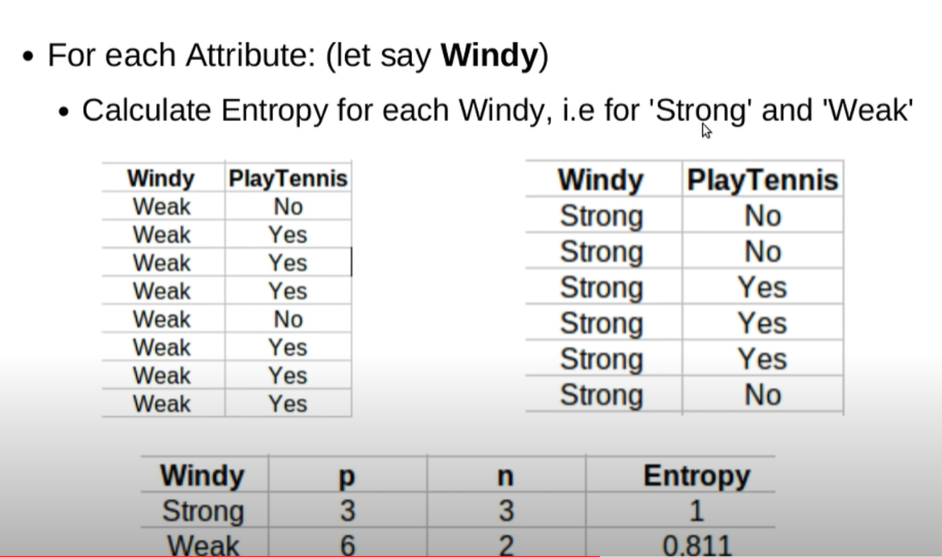 For each Attribute: (let say Windy)
Calculate Entropy for each Windy, i.e for 'Strong' and 'Weak'
Windy PlayTennis
Weak No
Weak Yes
Weak Yes
Weak Yes
Weak No
Weak Yes
Weak Yes
Weak Yes
Windy PlayTennis
Strong No
Strong No
Strong Yes
Strong Yes
Strong Yes
Strong No
Windy p n Entropy
Strong 3 3 1
Weak 6 2 0.811